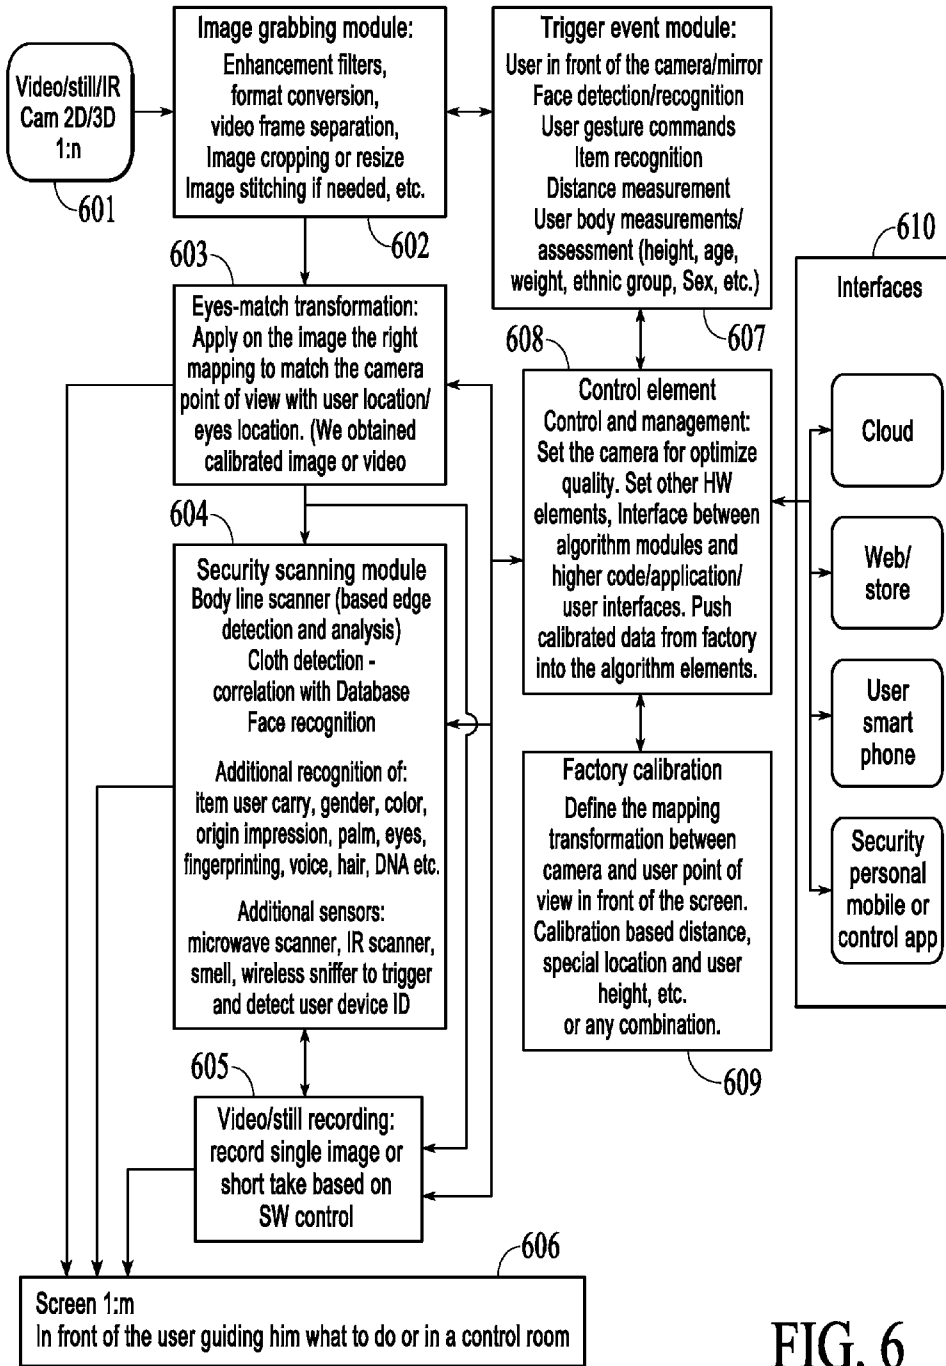 Video/still/IR
Cam 2D/3D
1:n
601
Image grabbing module:
Enhancement filters,
format conversion,
video frame separation,
Image cropping or resize
Image stitching if needed, etc.
602
Trigger event module:
User in front of the camera/mirror
Face detection/recognition
User gesture commands
Item recognition
Distance measurement
User body measurements/
assessment (height, age,
weight, ethnic group, Sex, etc.)
607
603
Eyes-match transformation:
Apply on the image the right
mapping to match the camera
point of view with user location/
eyes location. (We obtained
calibrated image or video
608
Control element
Control and management:
Set the camera for optimize
quality. Set other HW
elements, Interface between
algorithm modules and
higher code/application/
user interfaces. Push
calibrated data from factory
into the algorithm elements.
610
Interfaces
Cloud
Web/
store
User
smart
phone
Security
personal
mobile or
control app
604
Security scanning module
Body line scanner (based edge
detection and analysis)
Cloth detection -
correlation with Database
Face recognition
Additional recognition of:
item user carry, gender, color,
origin impression, palm, eyes,
fingerprinting, voice, hair, DNA etc.
Additional sensors:
microwave scanner, IR scanner,
smell, wireless sniffer to trigger
and detect user device ID
Factory calibration
Define the mapping
transformation between
camera and user point of
view in front of the screen.
Calibration based distance,
special location and user
height, etc.
or any combination.
609
605
Video/still recording:
record single image or
short take based on
SW control
606
Screen 1:m
In front of the user guiding him what to do or in a control room
FIG. 6